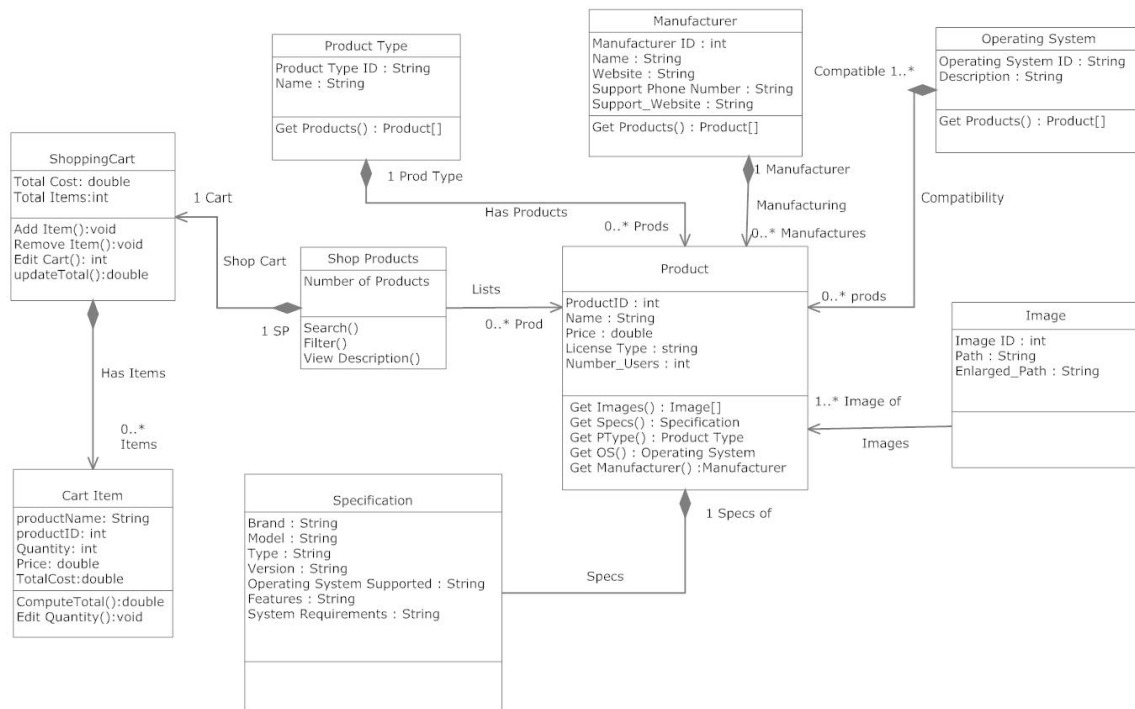 Manufacturer
Manufacturer ID : int
Name : String
Website : String
Support Phone Number : String
Support_Website : String
Get Products() : Product[]
Product Type
Product Type ID : String
Name : String
Get Products() : Product[]
Operating System
Operating System ID : String
Description : String
Get Products() : Product[]
Compatible 1..*
ShoppingCart
Total Cost: double
Total Items:int
Add Item():void
Remove Item():void
Edit Cart(): int
updateTotal():double
1 Cart
1 Prod Type
1 Manufacturer
Has Products
Manufacturing
Compatibility
0..* Prods
0..* Manufactures
Shop Cart
Shop Products
Number of Products
Search()
Filter()
View Description()
1 SP
Lists
0..* Prod
Product
ProductID : int
Name : String
Price : double
License Type : string
Number_Users : int
Get Images() : Image[]
Get Specs() : Specification
Get PType() : Product Type
Get OS() : Operating System
Get Manufacturer() :Manufacturer
0..* prods
Image
Image ID : int
Path : String
Enlarged_Path : String
1..* Image of
Images
Has Items
0..*
Items
Cart Item
productName: String
productID: int
Quantity: int
Price: double
TotalCost:double
ComputeTotal():double
Edit Quantity():void
Specification
Brand : String
Model : String
Type : String
Version : String
Operating System Supported : String
Features : String
System Requirements : String
1 Specs of
Specs